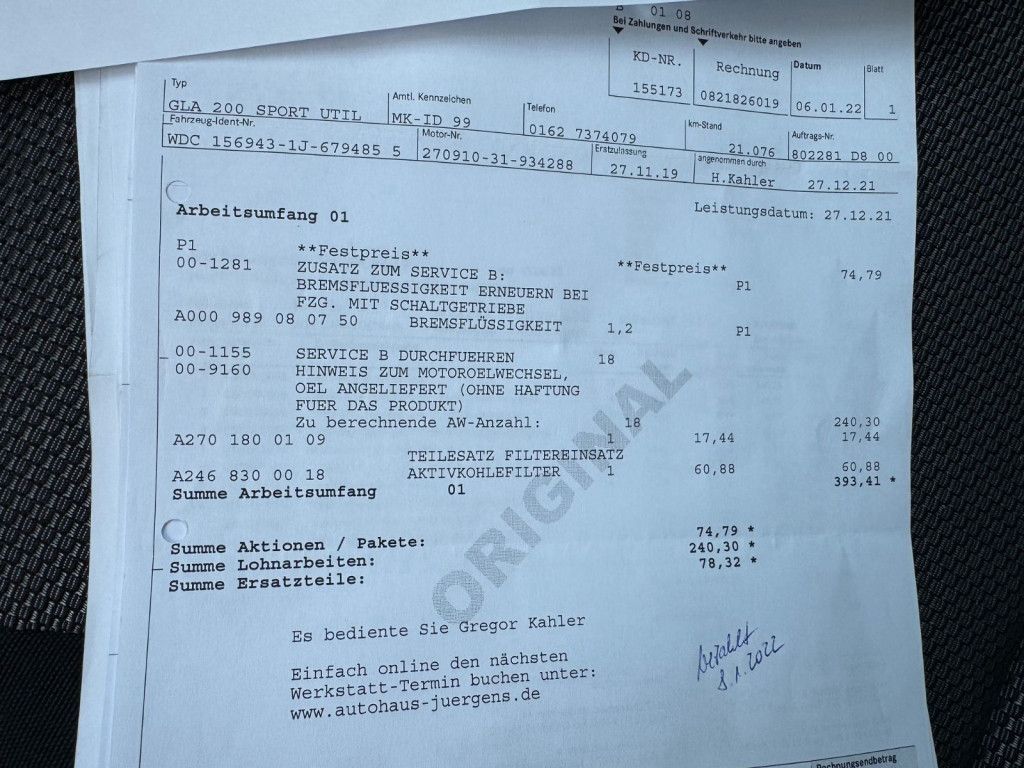 B 01 08
Bei Zahlungen und Schriftverkehr bitte angeben
KD-NR. Rechnung Datum Blatt
155173 0821826019 06.01.22 1
Typ Amtl. Kennzeichen Telefon km-Stand Auftrags-Nr.
GLA 200 SPORT UTIL MK-ID 99 0162 7374079 21.076 802281 D8 00
Fahrzeug-Ident-Nr. Motor-Nr. Erstzulassung angenommen durch
WDC 156943-1J-679485 5 270910-31-934288 27.11.19 H.Kahler 27.12.21
Arbeitsumfang 01 Leistungsdatum: 27.12.21
P1 **Festpreis** **Festpreis** 74,79
00-1281 ZUSATZ ZUM SERVICE B: P1
BREMSFLUESSIGKEIT ERNEUERN BEI
FZG. MIT SCHALTGETRIEBE
A000 989 08 07 50 BREMSFLÜSSIGKEIT 1,2 P1
00-1155 SERVICE B DURCHFUEHREN 18
00-9160 HINWEIS ZUM MOTOROELWECHSEL,
OEL ANGELIEFERT (OHNE HAFTUNG
FUER DAS PRODUKT)
Zu berechnende AW-Anzahl: 18 240,30
A270 180 01 09 1 17,44 17,44
TEILESATZ FILTEREINSATZ
A246 830 00 18 AKTIVKOHLEFILTER 1 60,88 60,88
Summe Arbeitsumfang 01 393,41 *
Summe Aktionen / Pakete: 74,79 *
Summe Lohnarbeiten: 240,30 *
Summe Ersatzteile: 78,32 *
ORIGINAL
Es bediente Sie Gregor Kahler
Einfach online den nächsten
Werkstatt-Termin buchen unter:
www.autohaus-juergens.de
bezahlt
8.1.2022
Rechnungsendbetrag